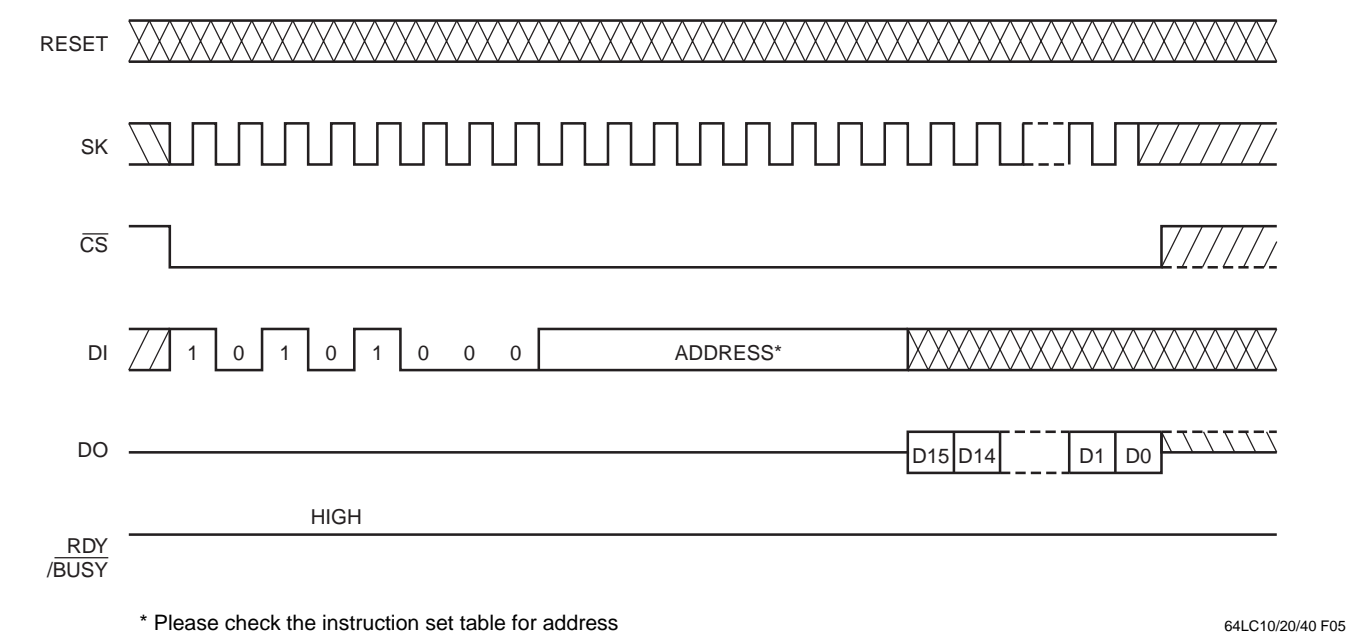 RESET
SK
CS
DI 1 0 1 0 1 0 0 0 ADDRESS*
DO D15 D14 D1 D0
HIGH
RDY
/BUSY
* Please check the instruction set table for address
64LC10/20/40 F05